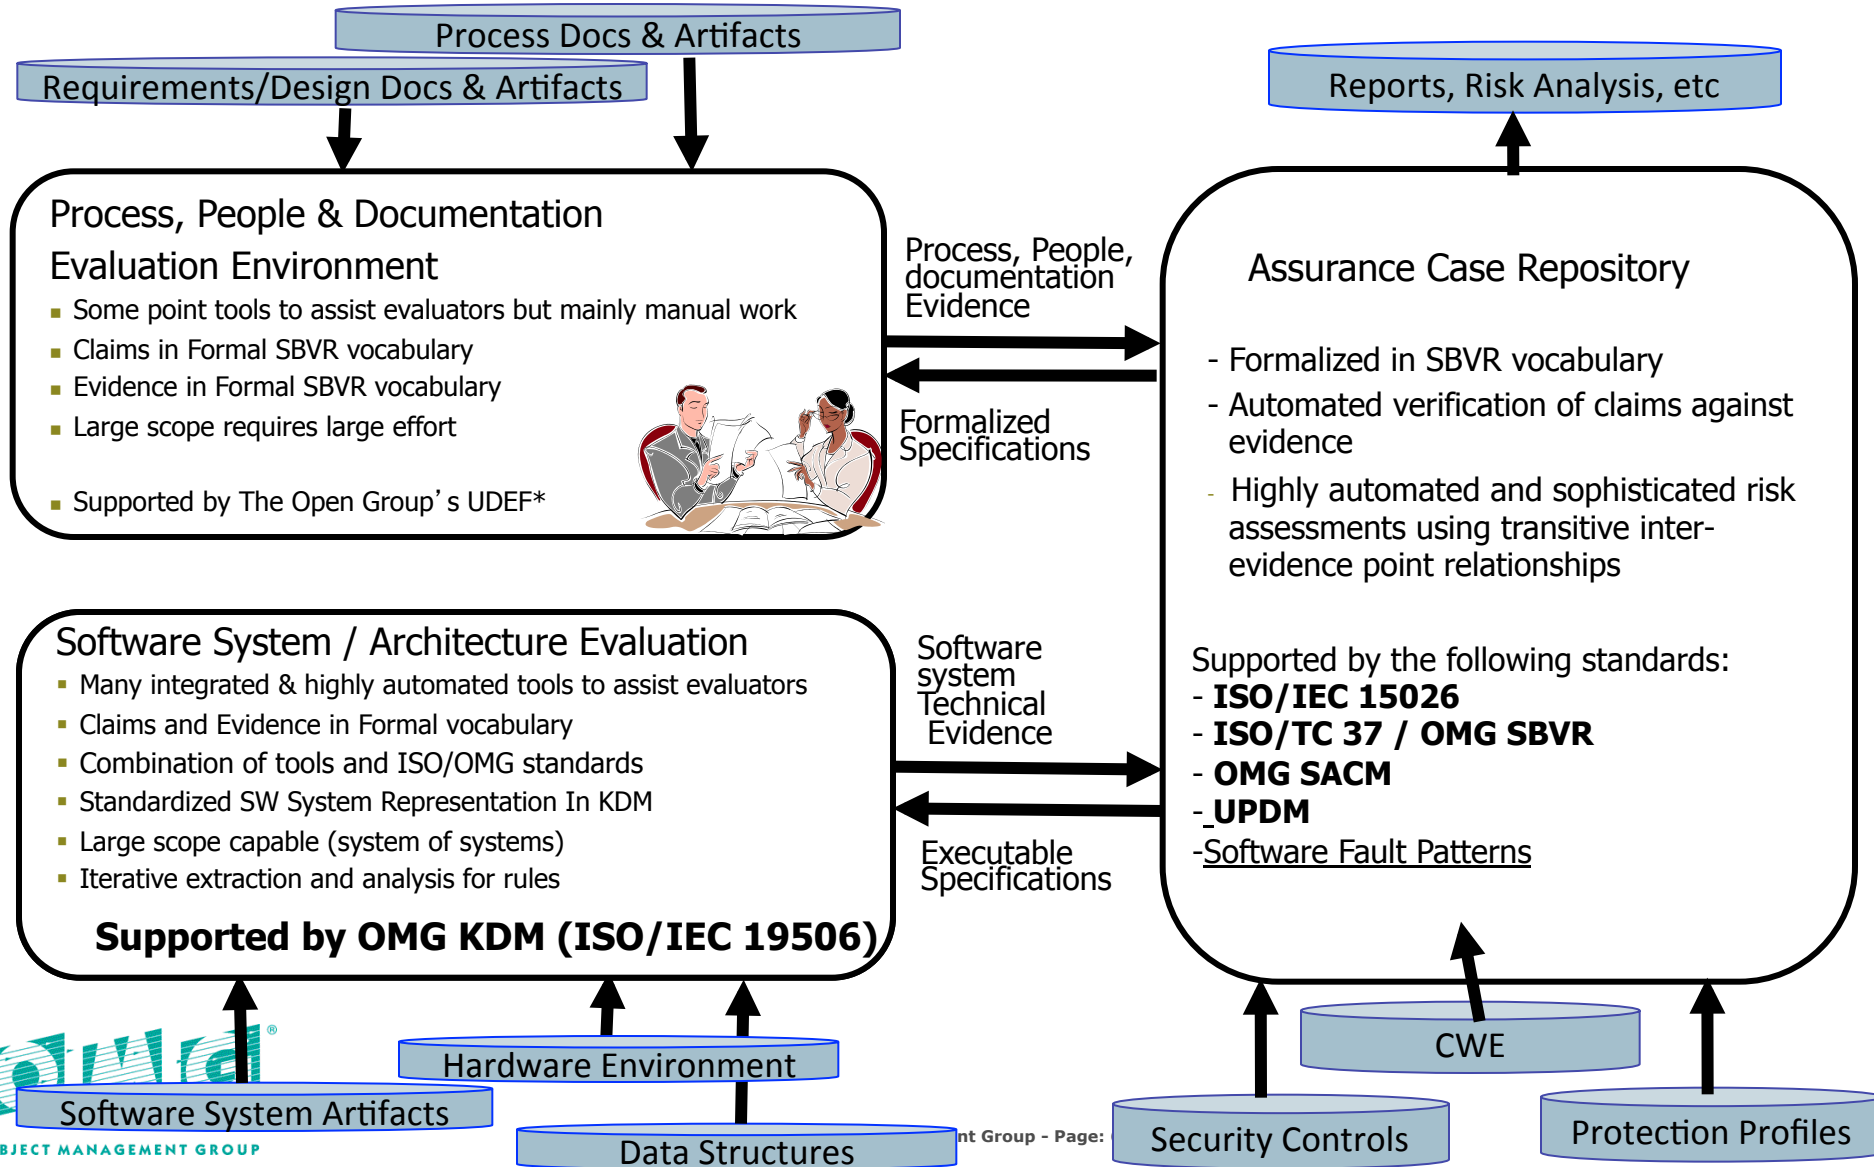 Process Docs & Artifacts
Requirements/Design Docs & Artifacts
Reports, Risk Analysis, etc
Process, People & Documentation
Evaluation Environment
▪ Some point tools to assist evaluators but mainly manual work
▪ Claims in Formal SBVR vocabulary
▪ Evidence in Formal SBVR vocabulary
▪ Large scope requires large effort
▪ Supported by The Open Group's UDEF*
Process, People,
documentation
Evidence
Formalized
Specifications
Assurance Case Repository
- Formalized in SBVR vocabulary
- Automated verification of claims against
evidence
- Highly automated and sophisticated risk
assessments using transitive inter-
evidence point relationships
Supported by the following standards:
- ISO/IEC 15026
- ISO/TC 37 / OMG SBVR
- OMG SACM
- UPDM
-Software Fault Patterns
Software System / Architecture Evaluation
▪ Many integrated & highly automated tools to assist evaluators
▪ Claims and Evidence in Formal vocabulary
▪ Combination of tools and ISO/OMG standards
▪ Standardized SW System Representation In KDM
▪ Large scope capable (system of systems)
▪ Iterative extraction and analysis for rules
Supported by OMG KDM (ISO/IEC 19506)
Software
system
Technical
Evidence
Executable
Specifications
CWE
Hardware Environment
Software System Artifacts
Data Structures
Security Controls
Protection Profiles
BJECT MANAGEMENT GROUP
nt Group - Page: